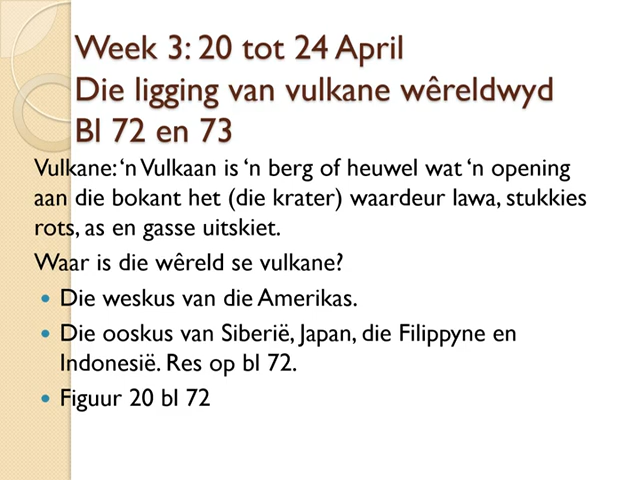 Week 3: 20 tot 24 April
Die ligging van vulkane wêreldwyd
Bl 72 en 73
Vulkane: ‘n Vulkaan is ‘n berg of heuwel wat ‘n opening
aan die bokant het (die krater) waardeur lawa, stukkies
rots, as en gasse uitskiet.
Waar is die wêreld se vulkane?
• Die weskus van die Amerikas.
• Die ooskus van Siberië, Japan, die Filippyne en
Indonesië. Res op bl 72.
• Figuur 20 bl 72